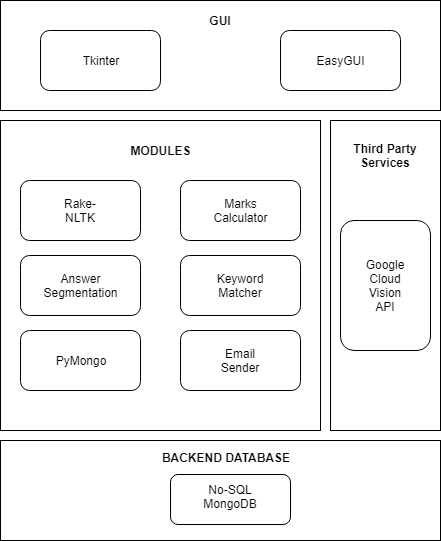 GUI
Tkinter
EasyGUI
MODULES
Rake-
NLTK
Marks
Calculator
Answer
Segmentation
Keyword
Matcher
PyMongo
Email
Sender
Third Party
Services
Google
Cloud
Vision
API
BACKEND DATABASE
No-SQL
MongoDB